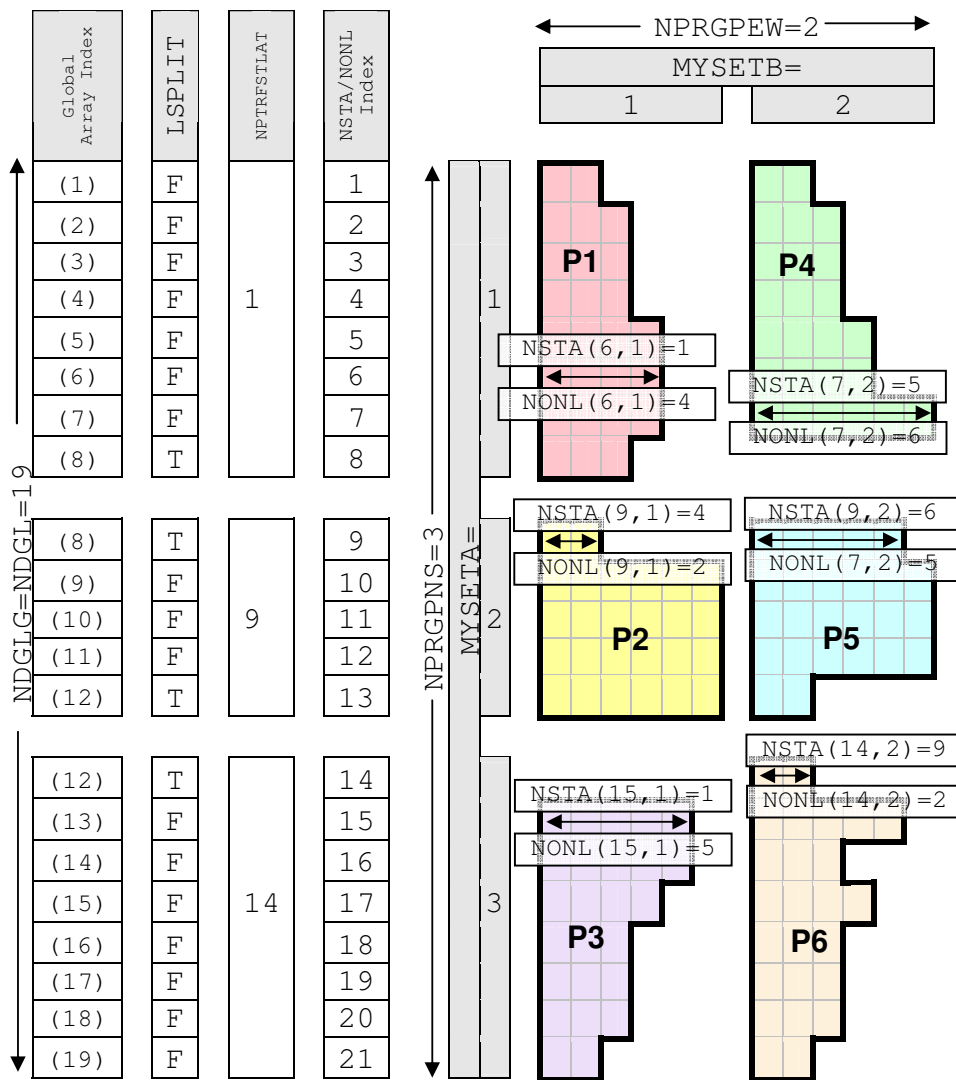 Global Array Index
LSPLIT
NPTRFSTLAT
NSTA/NONL Index
NPRGPEW=2
MYSETB=
1 2
NDGLG=NDGL=19
NPRGPNS=3
MYSETA=
(1) F 1
(2) F 2
(3) F 3
(4) F 1 4
(5) F 5
(6) F 6
(7) F 7
(8) T 8
1
P1
NSTA(6,1)=1
NONL(6,1)=4
P4
NSTA(7,2)=5
NONL(7,2)=6
(8) T 9
(9) F 10
(10) F 9 11
(11) F 12
(12) T 13
2
NSTA(9,1)=4
NONL(9,1)=2
P2
NSTA(9,2)=6
NONL(7,2)=5
P5
(12) T 14
(13) F 15
(14) F 16
(15) F 14 17
(16) F 18
(17) F 19
(18) F 20
(19) F 21
3
NSTA(15,1)=1
NONL(15,1)=5
P3
NSTA(14,2)=9
NONL(14,2)=2
P6